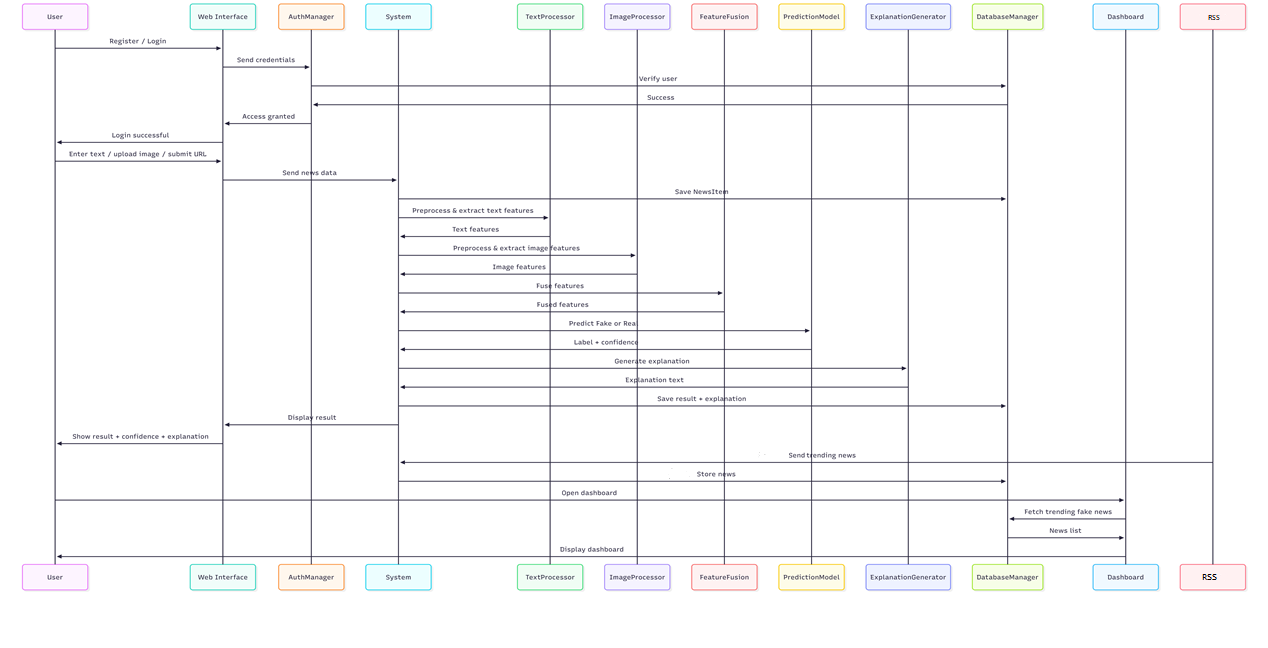 User
Web Interface
AuthManager
System
TextProcessor
ImageProcessor
FeatureFusion
PredictionModel
ExplanationGenerator
DatabaseManager
Dashboard
RSS
Register / Login
Send credentials
Verify user
Success
Access granted
Login successful
Enter text / upload image / submit URL
Send news data
Save NewsItem
Preprocess & extract text features
Text features
Preprocess & extract image features
Image features
Fuse features
Fused features
Predict Fake or Real
Label + confidence
Generate explanation
Explanation text
Save result + explanation
Display result
Show result + confidence + explanation
Send trending news
Store news
Open dashboard
Fetch trending fake news
News list
Display dashboard
User
Web Interface
AuthManager
System
TextProcessor
ImageProcessor
FeatureFusion
PredictionModel
ExplanationGenerator
DatabaseManager
Dashboard
RSS